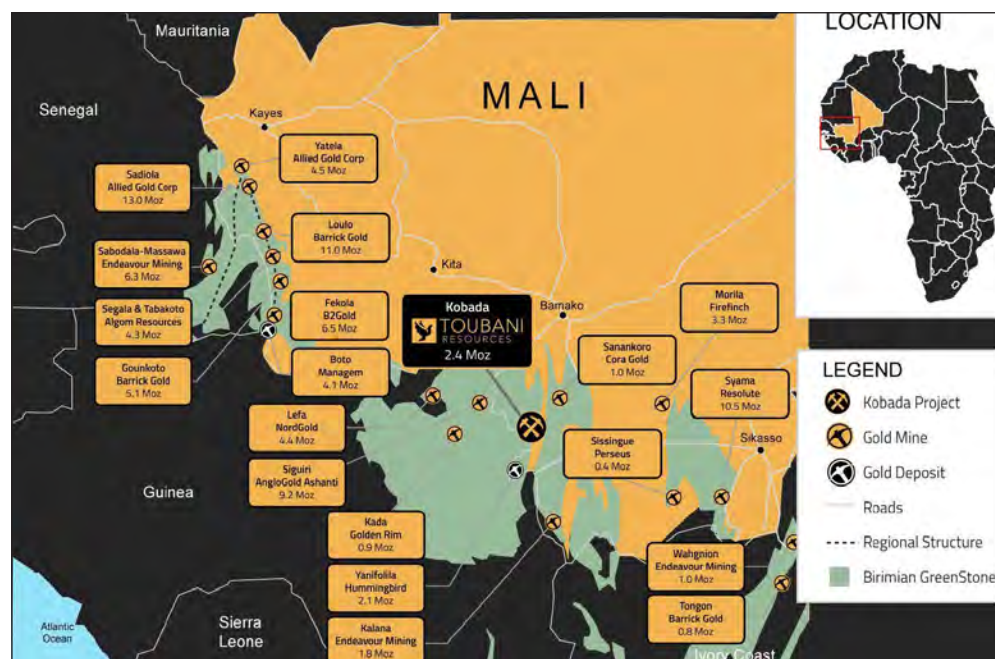 Mauritania
Senegal
Kayes
MALI
Yatela
Allied Gold Corp
4.5 Moz
Sadiola
Allied Gold Corp
13.0 Moz
Loulo
Barrick Gold
11.0 Moz
Sabodala-Massawa
Endeavour Mining
6.3 Moz
Kita
Fekola
B2Gold
6.5 Moz
Segala & Tabakoto
Algom Resources
4.3 Moz
Kobada
TOUBANI
RESOURCES
2.4 Moz
Bamako
Morila
Firefinch
3.3 Moz
Gounkoto
Barrick Gold
5.1 Moz
Boto
Managem
4.1 Moz
Sanankoro
Cora Gold
1.0 Moz
Syama
Resolute
10.5 Moz
Lefa
NordGold
4.4 Moz
Sissingue
Perseus
0.4 Moz
Sikasso
Siguiri
AngloGold Ashanti
9.2 Moz
Guinea
Kada
Golden Rim
0.9 Moz
Wahgnion
Endeavour Mining
1.0 Moz
Yanifolila
Hummingbird
2.1 Moz
Tongon
Barrick Gold
0.8 Moz
Kalana
Endeavour Mining
1.8 Moz
Atlantic
Ocean
Sierra
Leone
Ivory Coast
LOCATION
LEGEND
Kobada Project
Gold Mine
Gold Deposit
Roads
Regional Structure
Birimian GreenStone